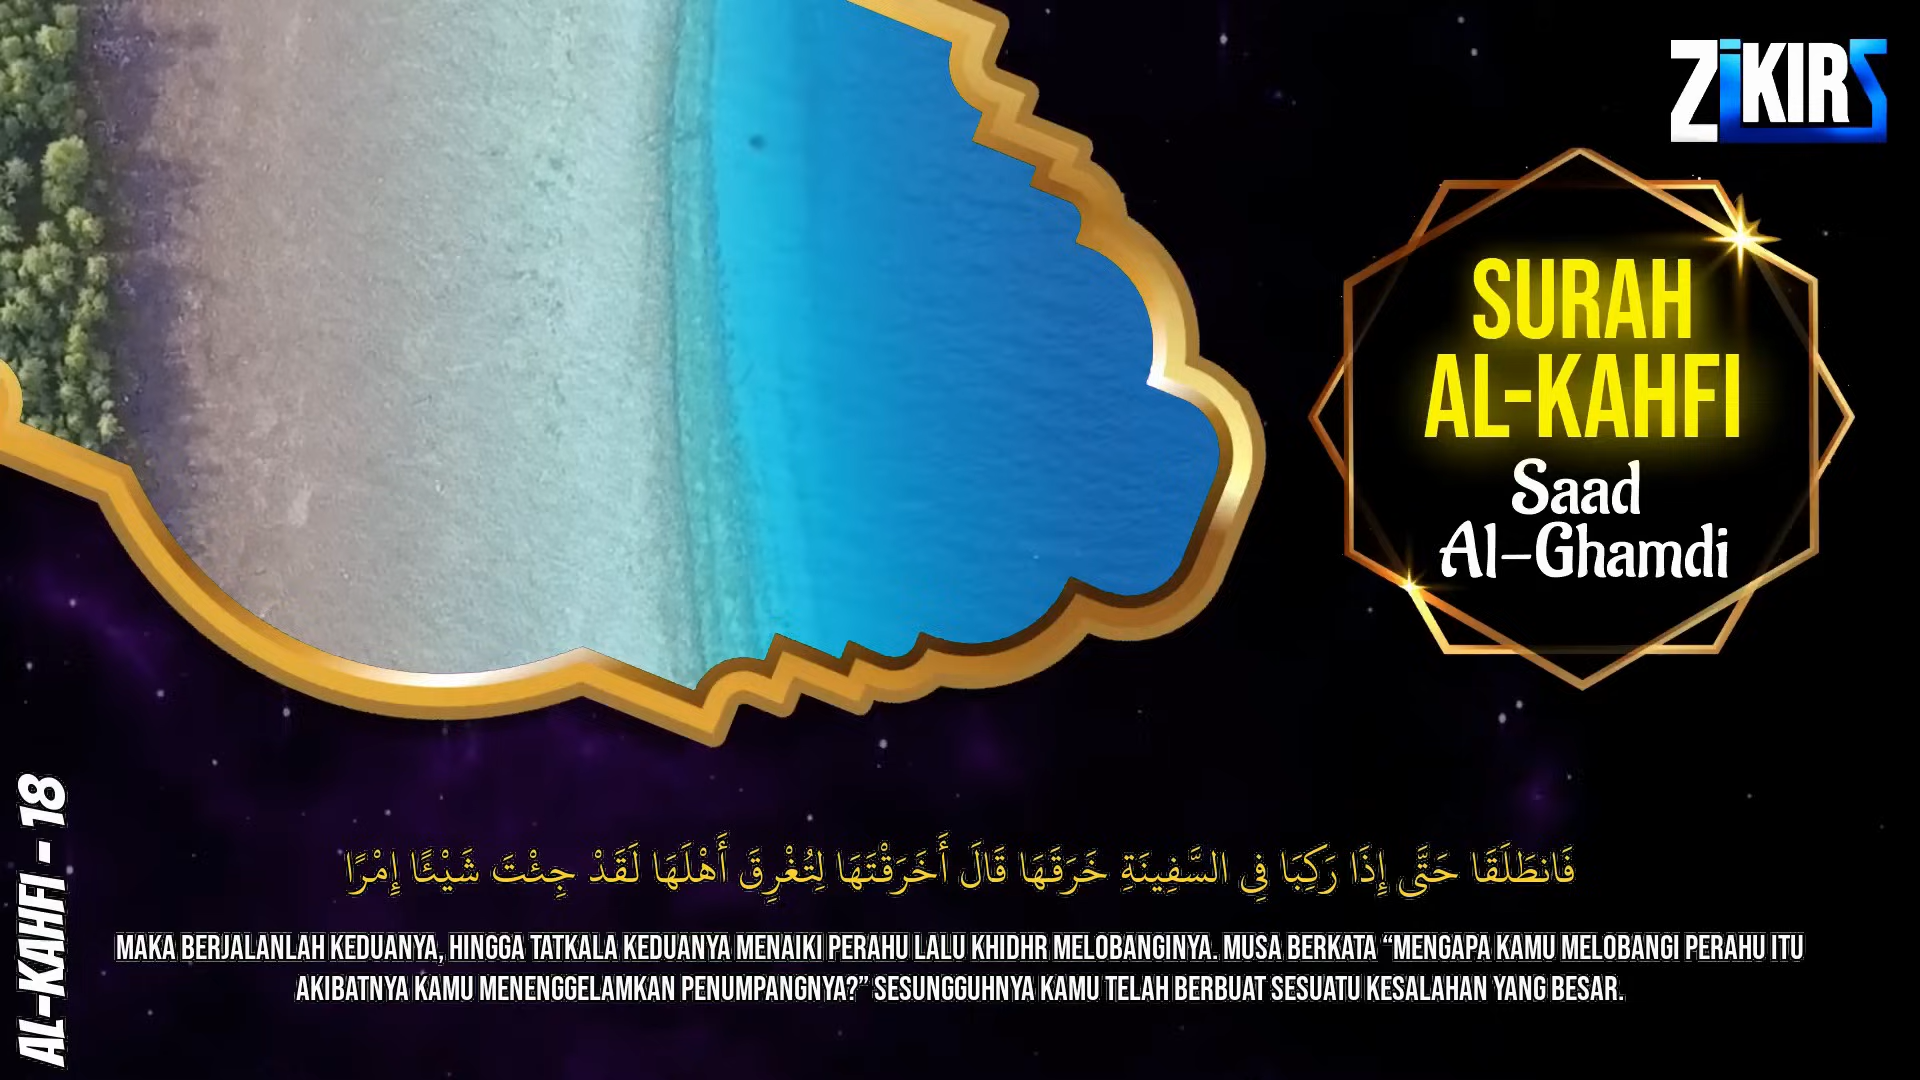 ZiKIRS
SURAH
AL-KAHFI
Saad
Al-Ghamdi
فَانطَلَقَا حَتَّى إِذَا رَكِبَا فِي السَّفِينَةِ خَرَقَهَا قَالَ أَخَرَقْتَهَا لِتُغْرِقَ أَهْلَهَا لَقَدْ جِئْتَ شَيْئًا إِمْرًا
MAKA BERJALANLAH KEDUANYA, HINGGA TATKALA KEDUANYA MENAIKI PERAHU LALU KHIDHR MELOBANGINYA. MUSA BERKATA “MENGAPA KAMU MELOBANGI PERAHU ITU
AKIBATNYA KAMU MENENGGELAMKAN PENUMPANGNYA?” SESUNGGUHNYA KAMU TELAH BERBUAT SESUATU KESALAHAN YANG BESAR.
AL-KAHFI - 18